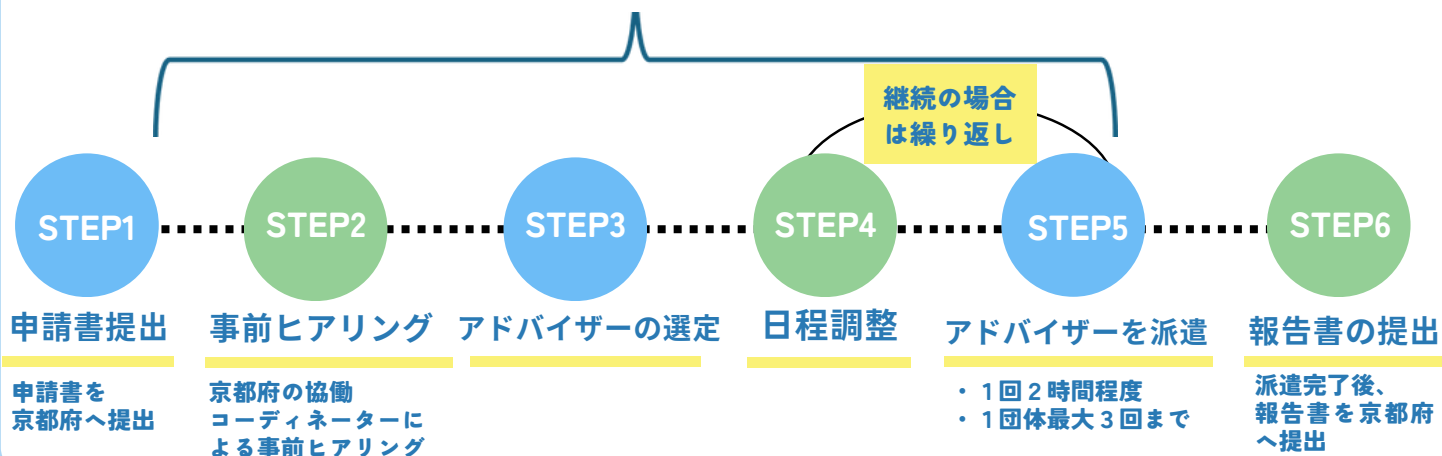 継続の場合
は繰り返し
STEP1
STEP2
STEP3
STEP4
STEP5
STEP6
申請書提出
事前ヒアリング
アドバイザーの選定
日程調整
アドバイザーを派遣
報告書の提出
申請書を
京都府へ提出
京都府の協働
コーディネーターに
よる事前ヒアリング
・１回２時間程度
・１団体最大３回まで
派遣完了後、
報告書を京都府
へ提出